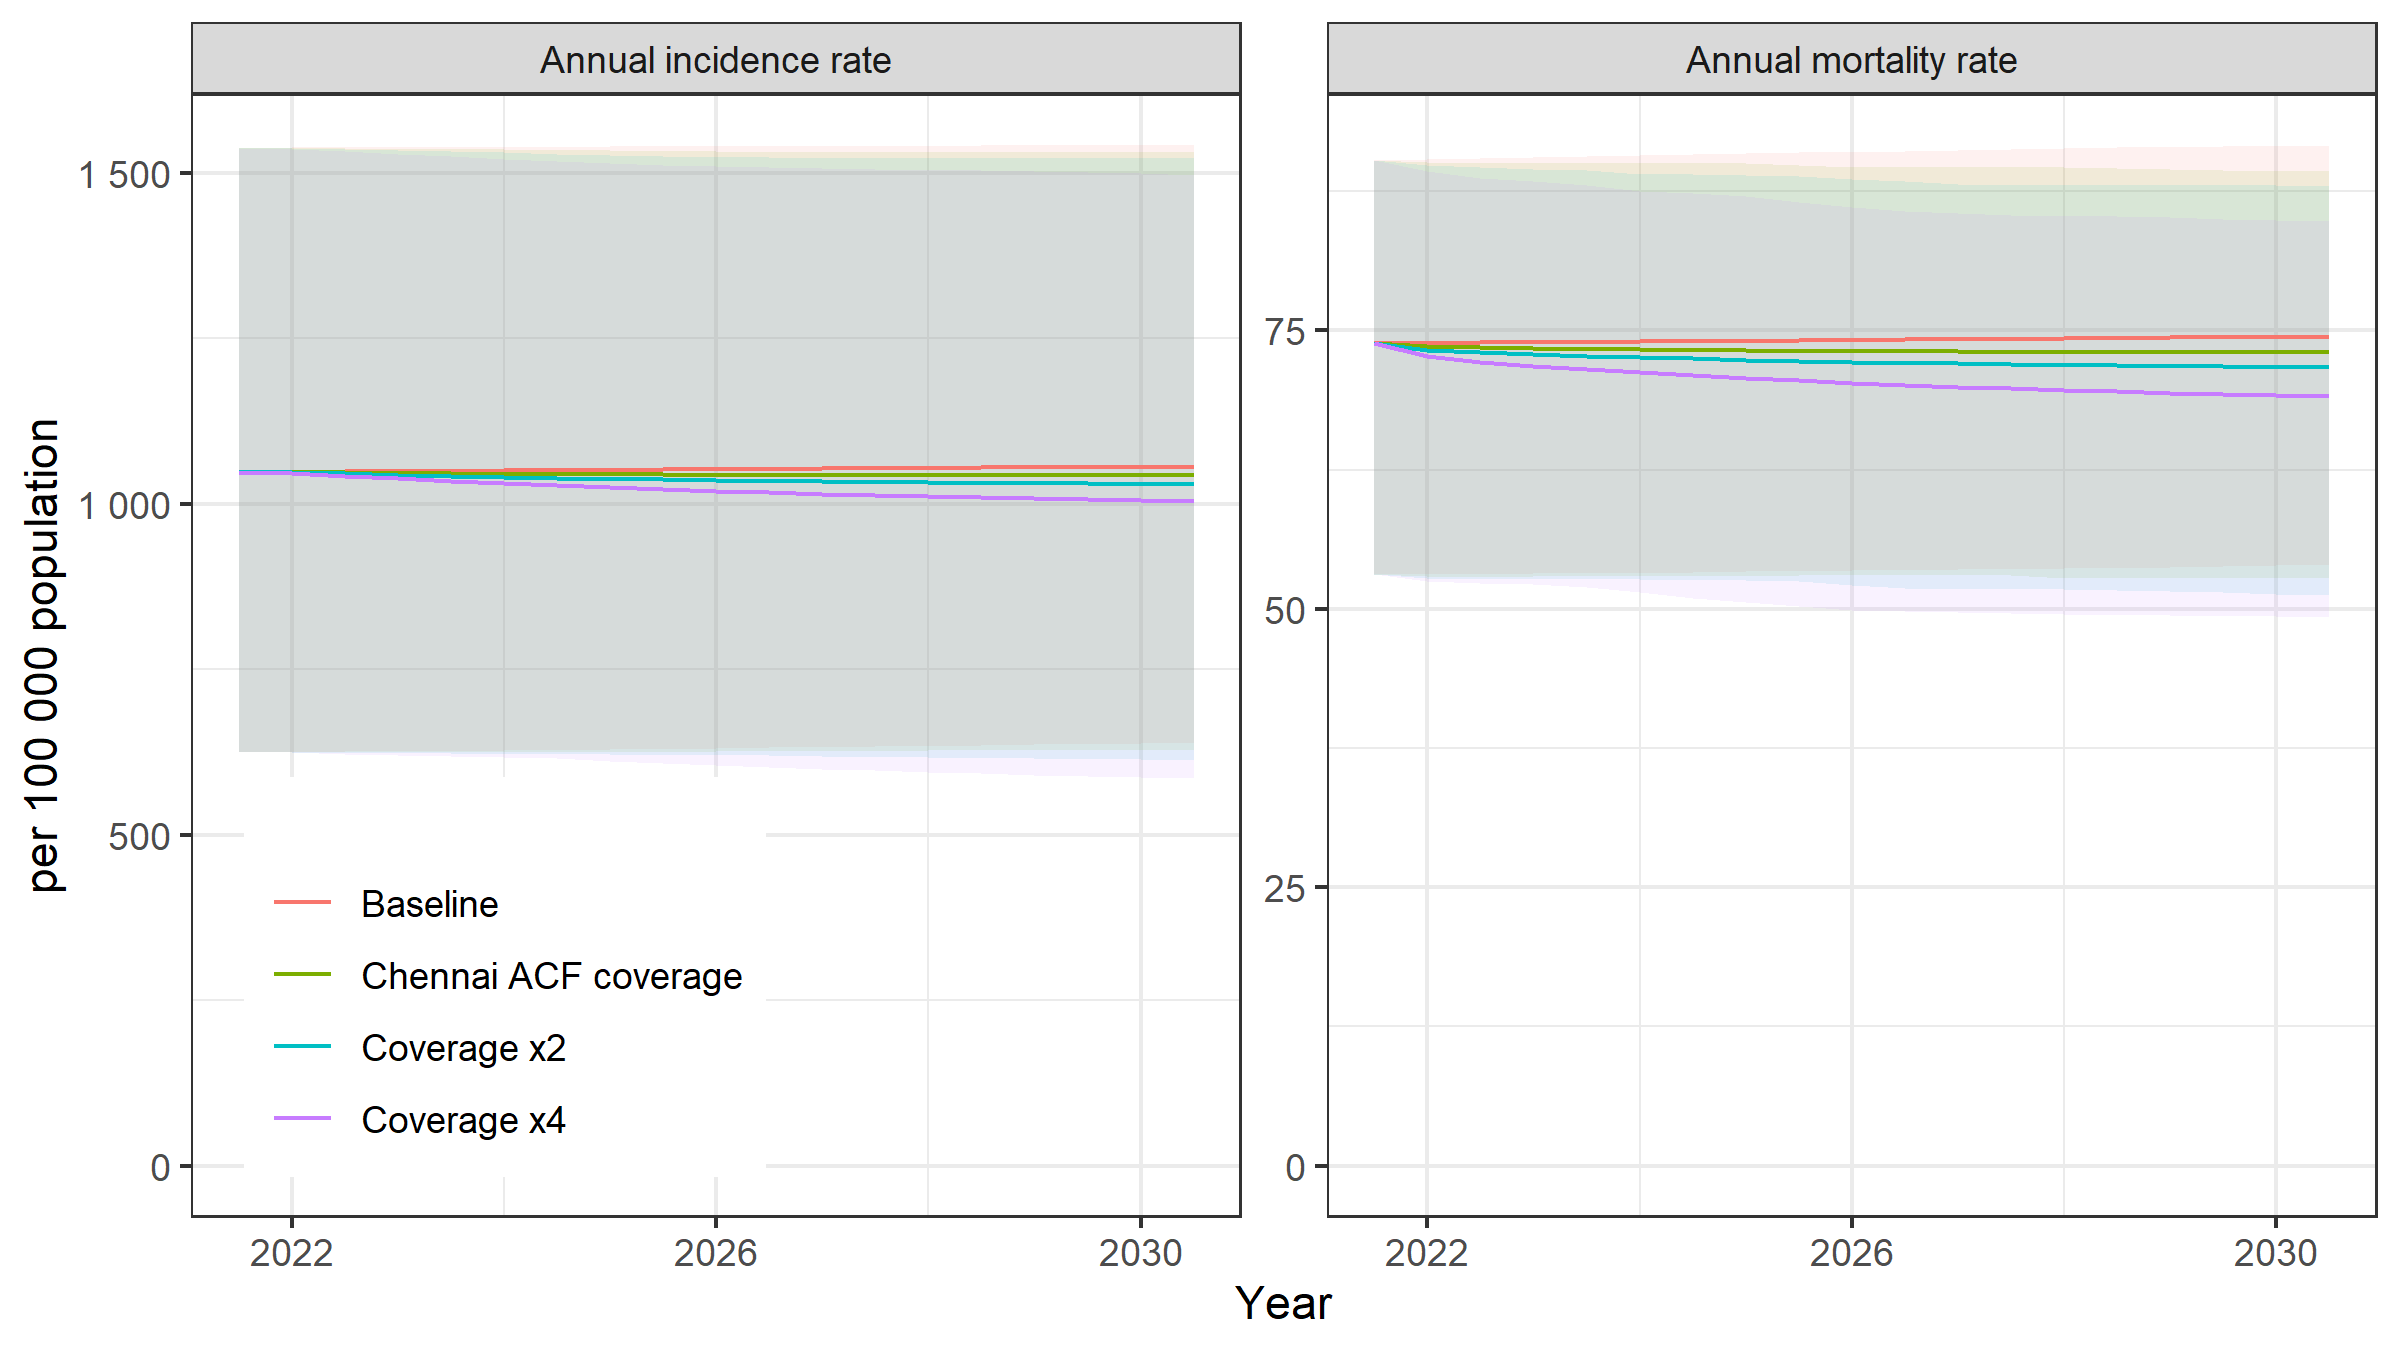 Annual incidence rate
Annual mortality rate
per 100 000 population
1 500
1 000
500
0
75
50
25
0
Baseline
Chennai ACF coverage
Coverage x2
Coverage x4
2022
2026
2030
2022
2026
2030
Year